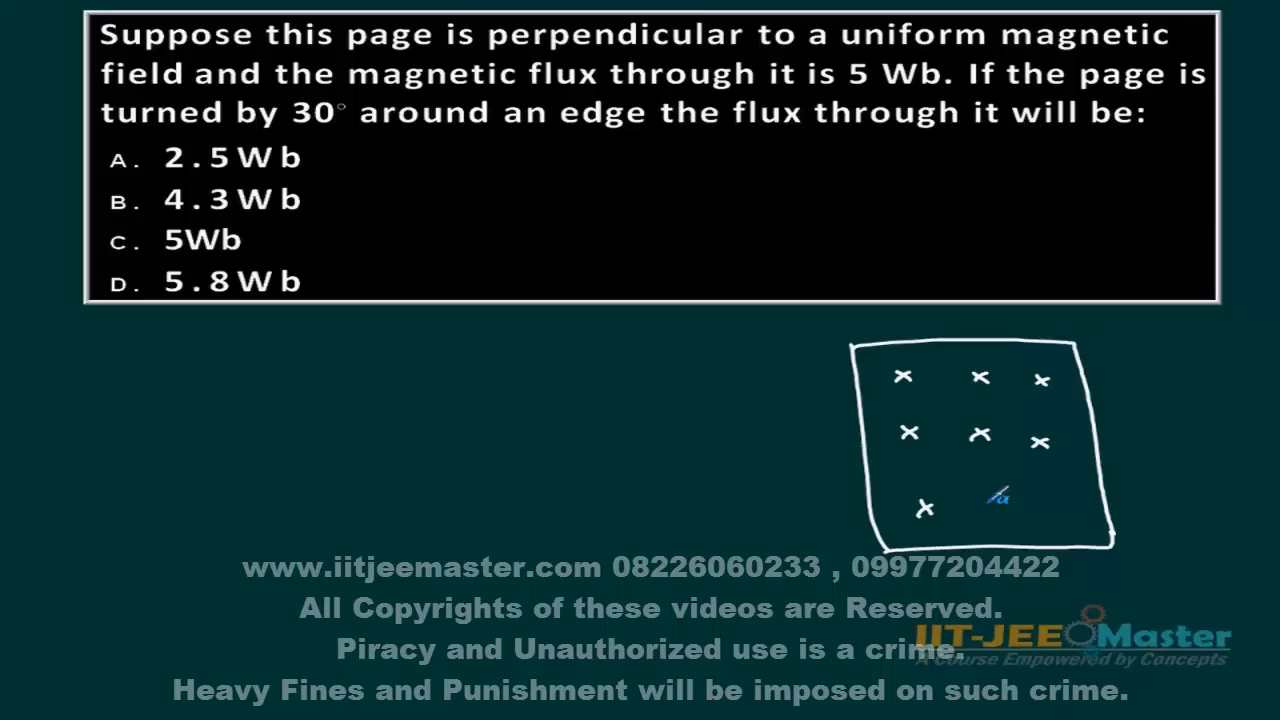 Suppose this page is perpendicular to a uniform magnetic
field and the magnetic flux through it is 5 Wb. If the page is
turned by 30° around an edge the flux through it will be:
A. 2.5Wb
B. 4.3Wb
C. 5Wb
D. 5.8Wb
x x x
x x x
x
www.iitjeemaster.com 08226060233 , 09977204422
All Copyrights of these videos are Reserved.
IIT-JEE Master
Piracy and Unauthorized use is a crime.
A Course Empowered by Concepts
Heavy Fines and Punishment will be imposed on such crime.